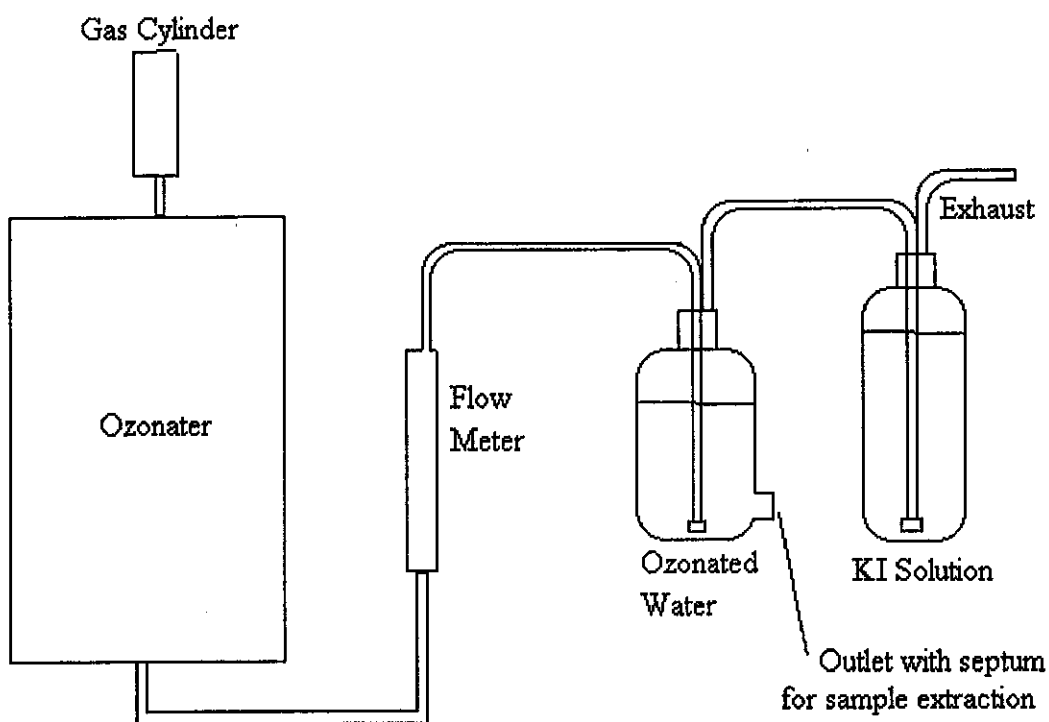 Gas Cylinder
Exhaust
Ozonater
Flow
Meter
Ozonated
Water
KI Solution
Outlet with septum
for sample extraction